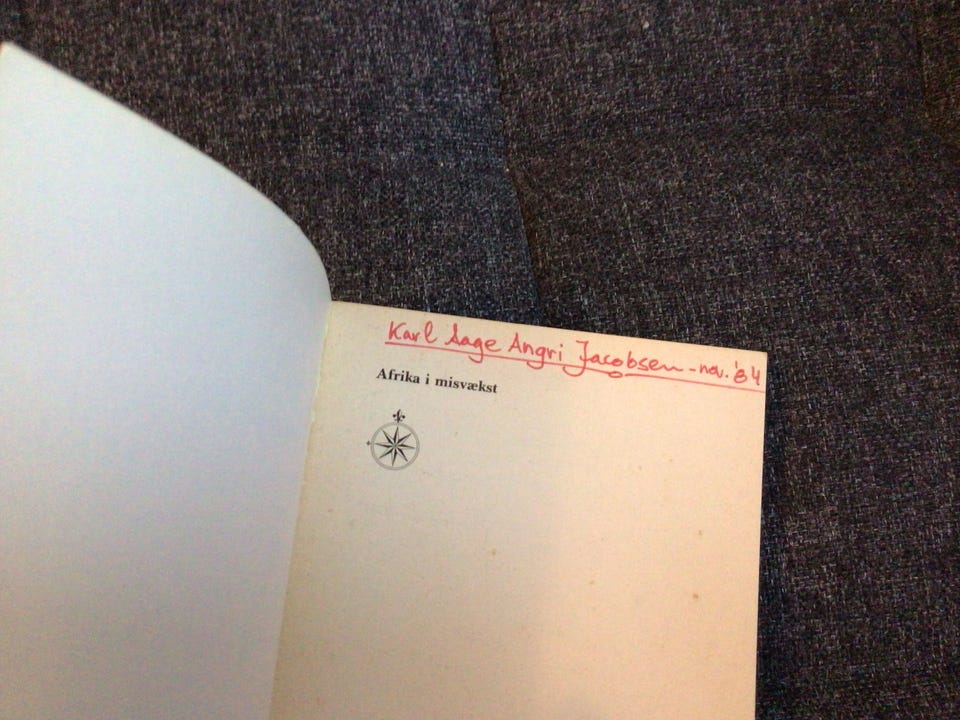 Karl Aage Angri Jacobsen - nov. '84
Afrika i misvækst